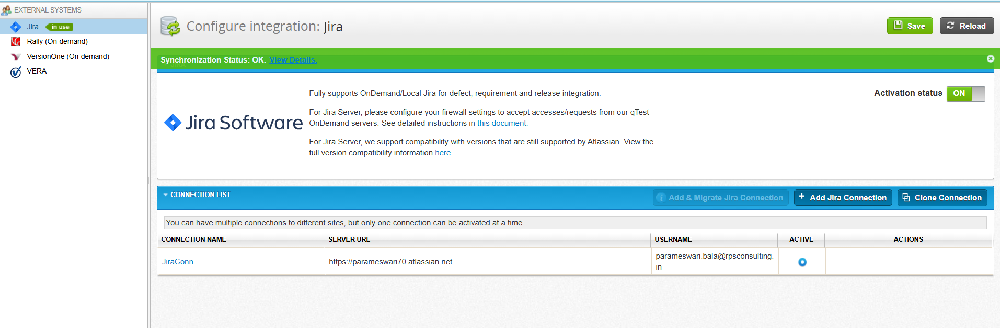 EXTERNAL SYSTEMS
Jira in use
Rally (On-demand)
VersionOne (On-demand)
VERA
Configure integration: Jira
Save
Reload
Synchronization Status: OK. View Details.
Fully supports OnDemand/Local Jira for defect, requirement and release integration.
Activation status ON
For Jira Server, please configure your firewall settings to accept accesses/requests from our qTest
OnDemand servers. See detailed instructions in this document.
Jira Software
For Jira Server, we support compatibility with versions that are still supported by Atlassian. View the
full version compatibility information here.
CONNECTION LIST
Add & Migrate Jira Connection
Add Jira Connection
Clone Connection
You can have multiple connections to different sites, but only one connection can be activated at a time.
CONNECTION NAME SERVER URL USERNAME ACTIVE ACTIONS
JiraConn https://parameswari70.atlassian.net parameswari.bala@rpsconsulting.
in